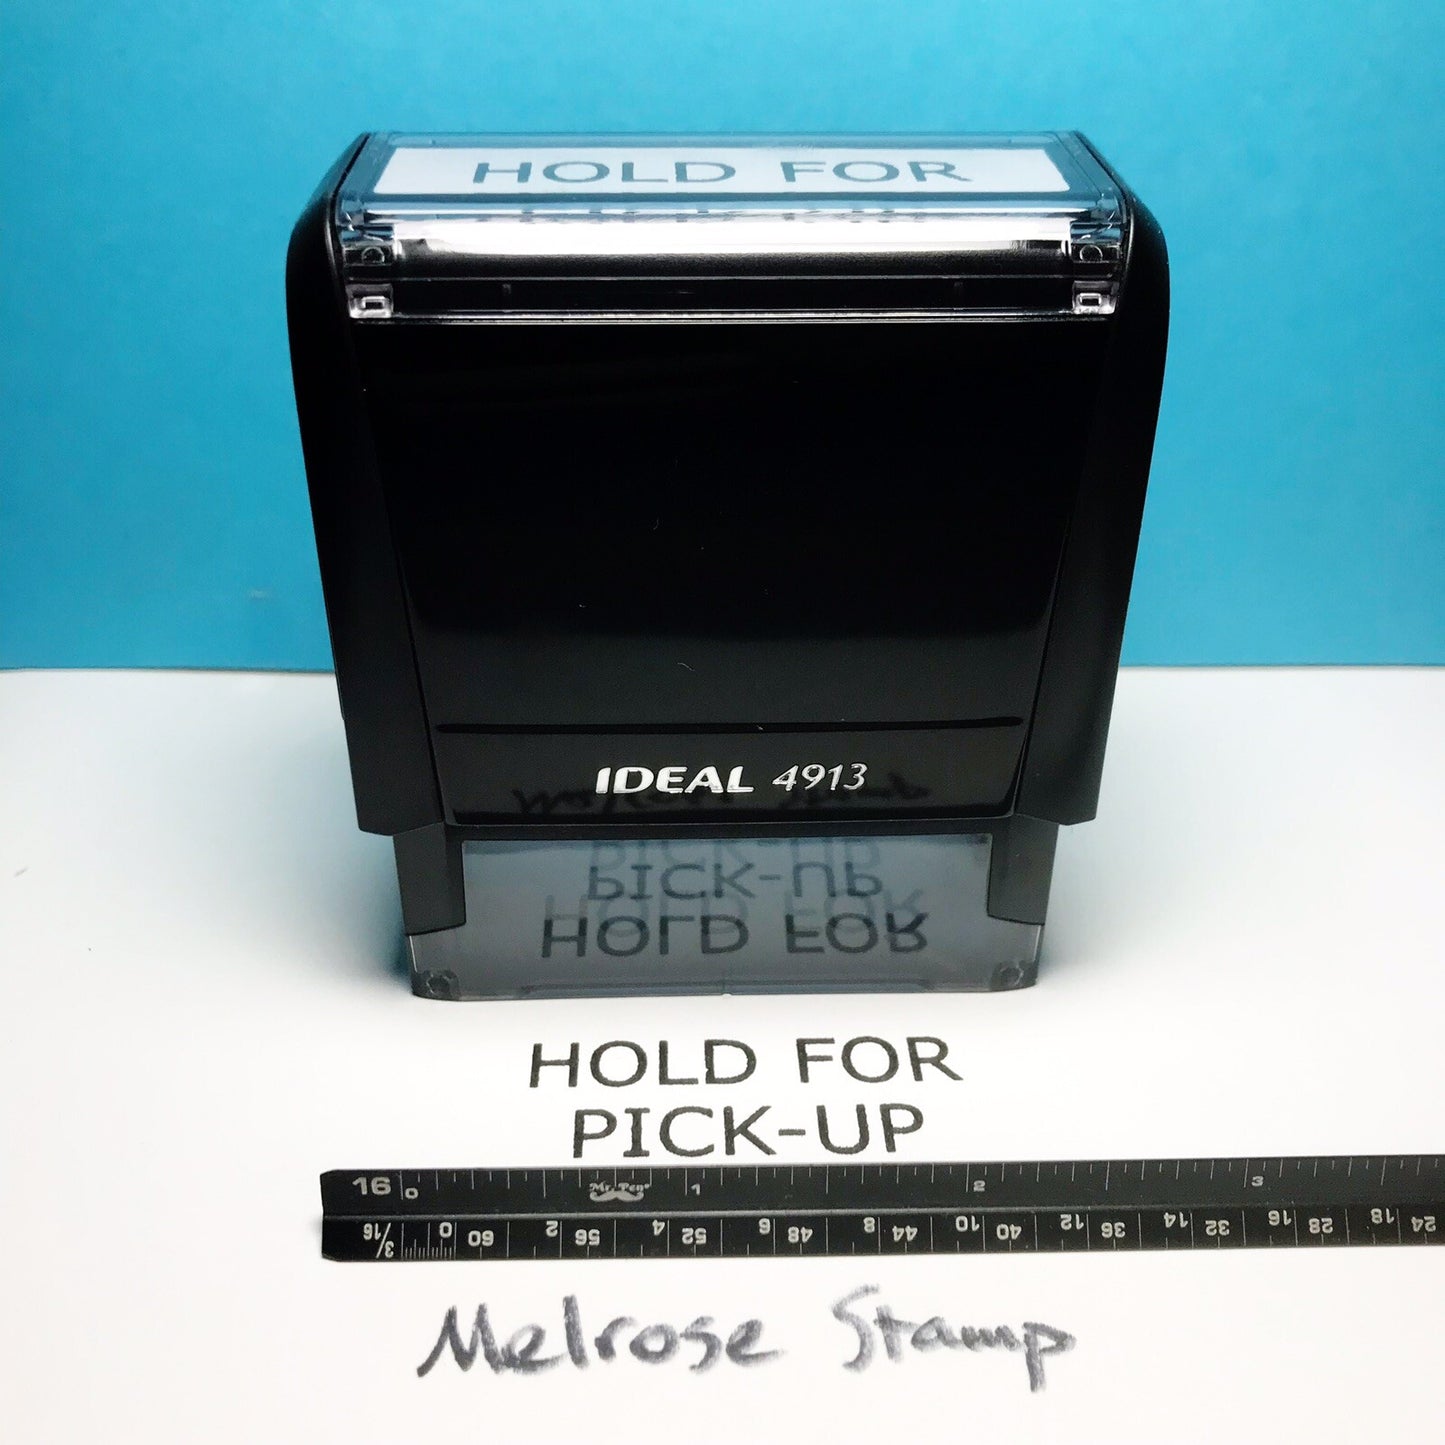 HOLD FOR
IDEAL 4913
PICK-UP
HOLD FOR
HOLD FOR
PICK-UP
16 0 Mr. Pen® 1 2 3
3/16 0 60 2 56 4 52 6 48 8 44 10 40 12 36 14 32 16 28 18 24
Melrose Stamp